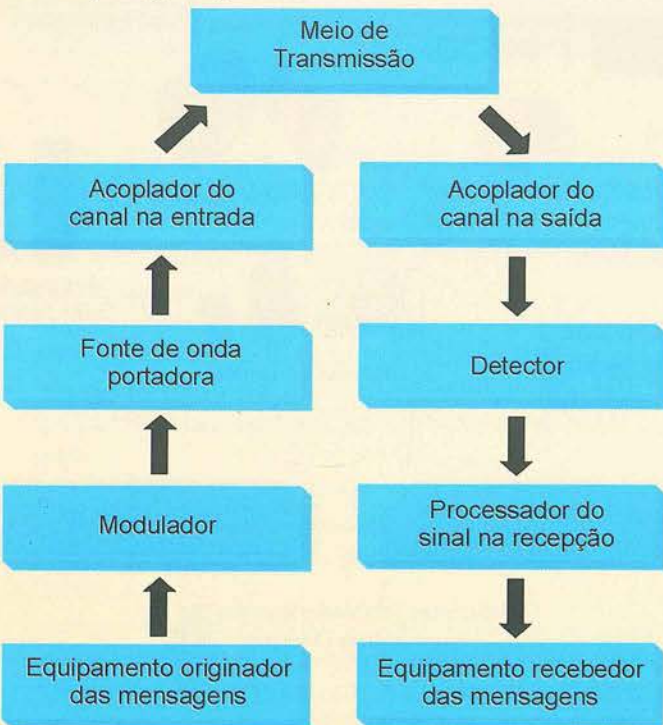 Meio de
Transmissão
Acoplador do
canal na entrada
Acoplador do
canal na saída
Fonte de onda
portadora
Detector
Modulador
Processador do
sinal na recepção
Equipamento originador
das mensagens
Equipamento recebedor
das mensagens